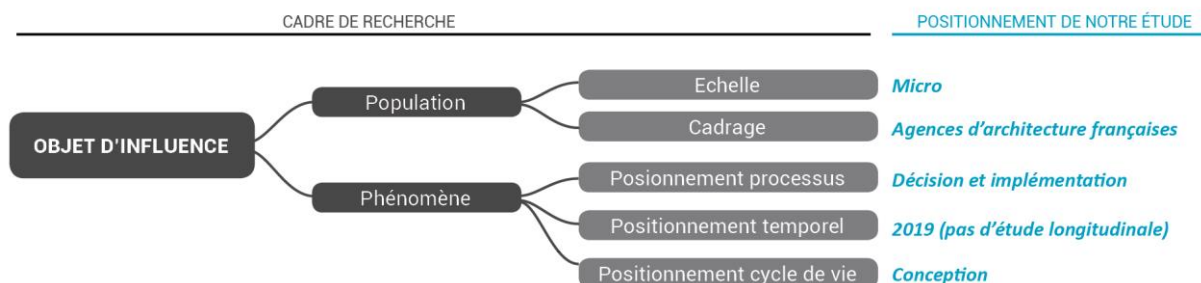 CADRE DE RECHERCHE
POSITIONNEMENT DE NOTRE ÉTUDE
OBJET D'INFLUENCE
Population
Echelle
Micro
Cadrage
Agences d'architecture françaises
Phénomène
Posionnement processus
Décision et implémentation
Positionnement temporel
2019 (pas d'étude longitudinale)
Positionnement cycle de vie
Conception